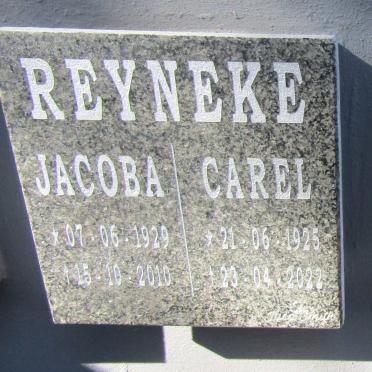 REYNEKE
JACOBA CAREL
* 07 - 06 - 1929 * 21 - 06 - 1925
† 15 - 10 - 2010 † 23 - 04 - 2022